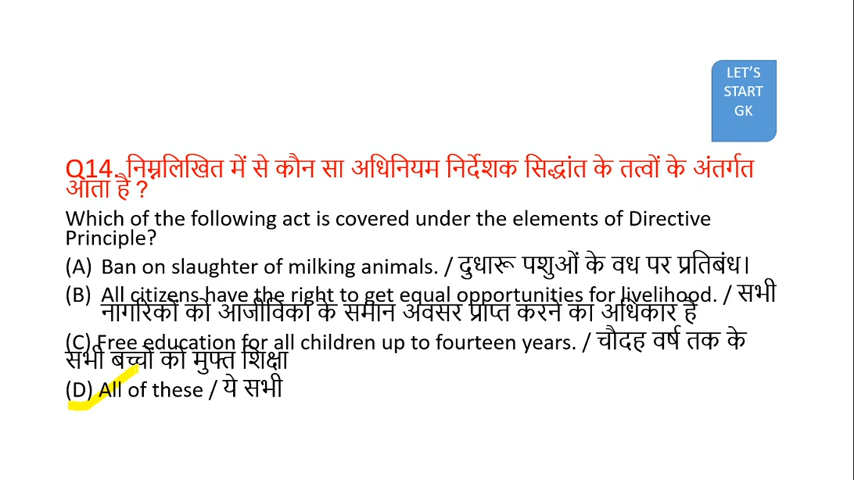 LET'S
START
GK
Q14. निम्नलिखित में से कौन सा अधिनियम निर्देशक सिद्धांत के तत्वों के अंतर्गत
आता है ?
Which of the following act is covered under the elements of Directive
Principle?
(A) Ban on slaughter of milking animals. / दुधारू पशुओं के वध पर प्रतिबंध।
(B) All citizens have the right to get equal opportunities for livelihood. / सभी
नागरिकों को आजीविका के समान अवसर प्राप्त करने का अधिकार है
(C) Free education for all children up to fourteen years. / चौदह वर्ष तक के
सभी बच्चों को मुफ्त शिक्षा
(D) All of these / ये सभी